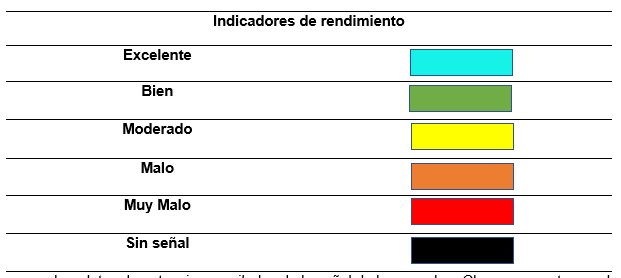 Indicadores de rendimiento
Excelente
Bien
Moderado
Malo
Muy Malo
Sin señal